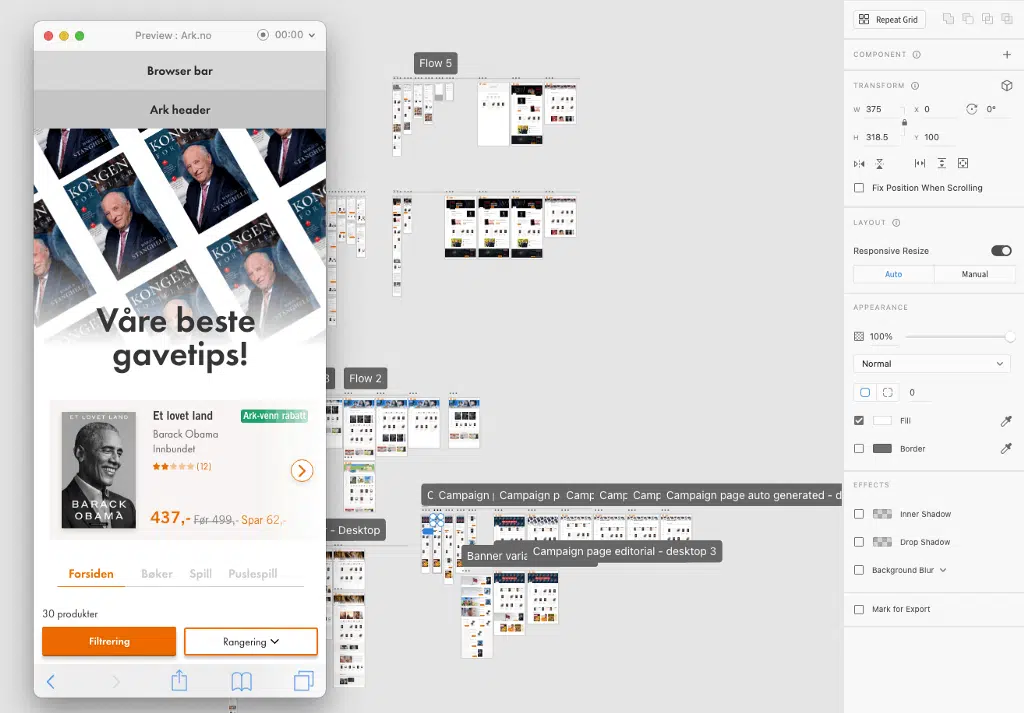 Preview : Ark.no
00:00
Browser bar
Ark header
KONGEN
FORTELLER
HARALD BIRGER
STANGHELLE
Våre beste
gavetips!
ET LOVET LAND
BARACK
OBAMA
Et lovet land
Ark-venn rabatt
Barack Obama
Innbundet
(12)
437,- Før 499,- Spar 62,-
Forsiden
Bøker
Spill
Puslespill
30 produkter
Filtrering
Rangering
Flow 5
3
Flow 2
- Desktop
C
Campaign p
Campaign p
Camp
Camp
Camp
Campaign page auto generated - d
Banner varia
Campaign page editorial - desktop 3
Repeat Grid
COMPONENT
TRANSFORM
W 375
X 0
0°
H 318.5
Y 100
Fix Position When Scrolling
LAYOUT
Responsive Resize
Auto
Manual
APPEARANCE
100%
Normal
0
Fill
Border
EFFECTS
Inner Shadow
Drop Shadow
Background Blur
Mark for Export